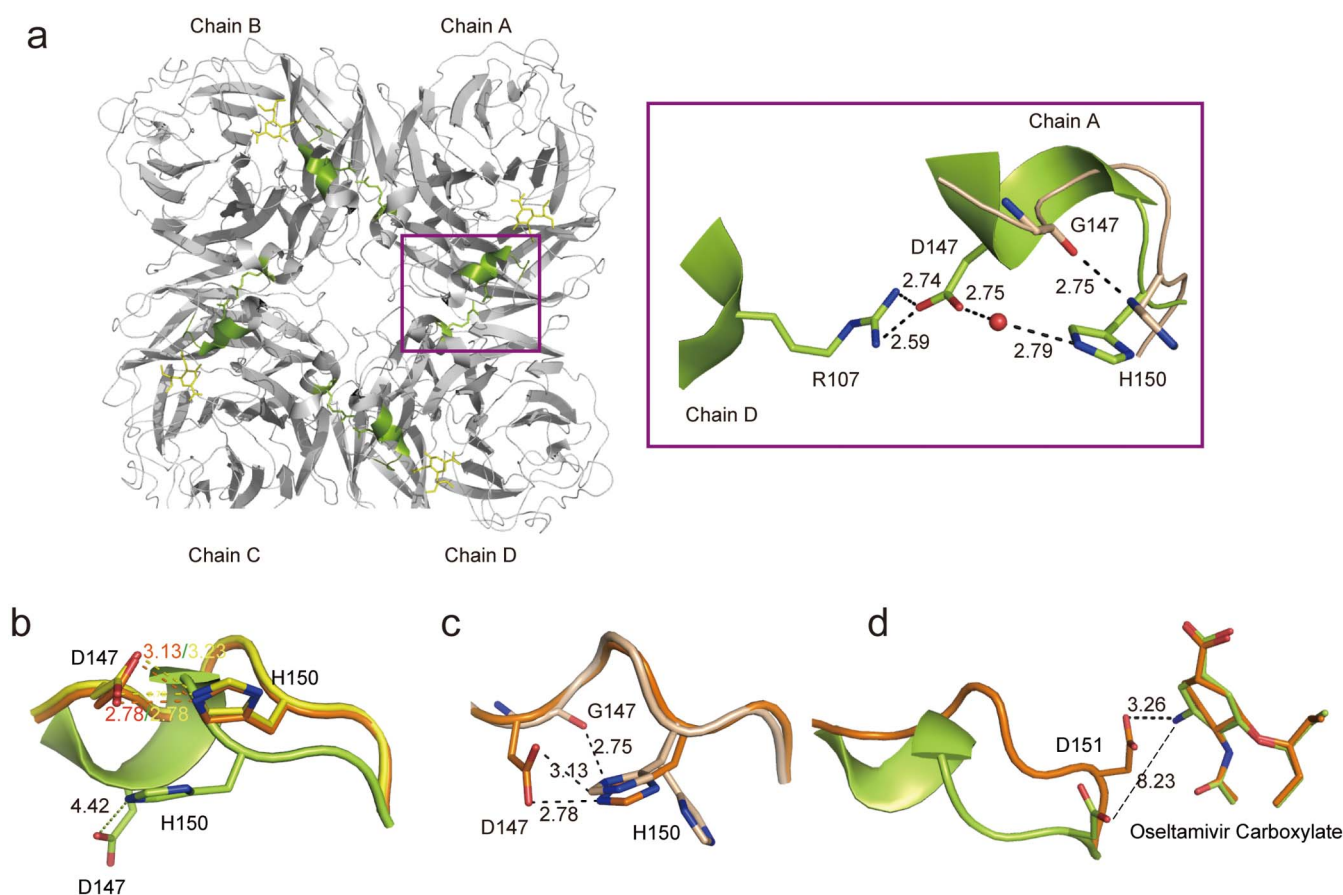 a
Chain B
Chain A
Chain C
Chain D
Chain A
G147
D147
2.74
2.75
2.75
2.59
2.79
R107
H150
Chain D
b
D147
3.13/3.23
H150
2.78/2.78
4.42
H150
D147
c
G147
2.75
3.13
2.78
D147
H150
d
3.26
D151
8.23
Oseltamivir Carboxylate